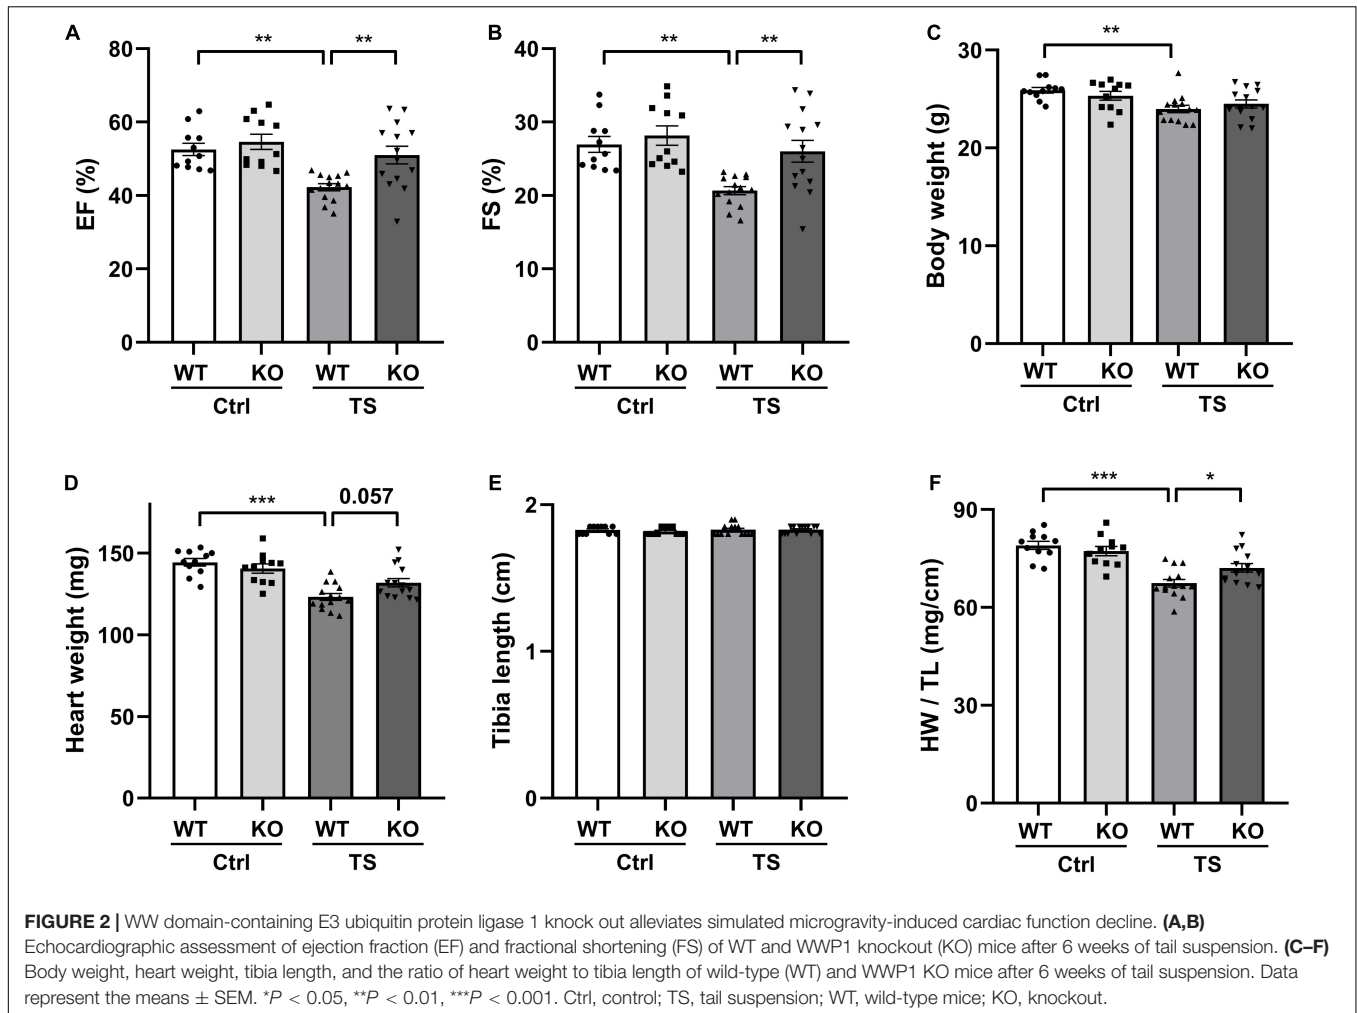 A
EF (%)
80
60
40
20
0
** **
WT KO WT KO
Ctrl TS
B
FS (%)
40
30
20
10
0
** **
WT KO WT KO
Ctrl TS
C
Body weight (g)
30
20
10
0
**
WT KO WT KO
Ctrl TS
D
Heart weight (mg)
150
100
50
0
*** 0.057
WT KO WT KO
Ctrl TS
E
Tibia length (cm)
2
1
0
WT KO WT KO
Ctrl TS
F
HW / TL (mg/cm)
90
60
30
0
*** *
WT KO WT KO
Ctrl TS
FIGURE 2 | WW domain-containing E3 ubiquitin protein ligase 1 knock out alleviates simulated microgravity-induced cardiac function decline. (A,B)
Echocardiographic assessment of ejection fraction (EF) and fractional shortening (FS) of WT and WWP1 knockout (KO) mice after 6 weeks of tail suspension. (C–F)
Body weight, heart weight, tibia length, and the ratio of heart weight to tibia length of wild-type (WT) and WWP1 KO mice after 6 weeks of tail suspension. Data
represent the means ± SEM. *P < 0.05, **P < 0.01, ***P < 0.001. Ctrl, control; TS, tail suspension; WT, wild-type mice; KO, knockout.